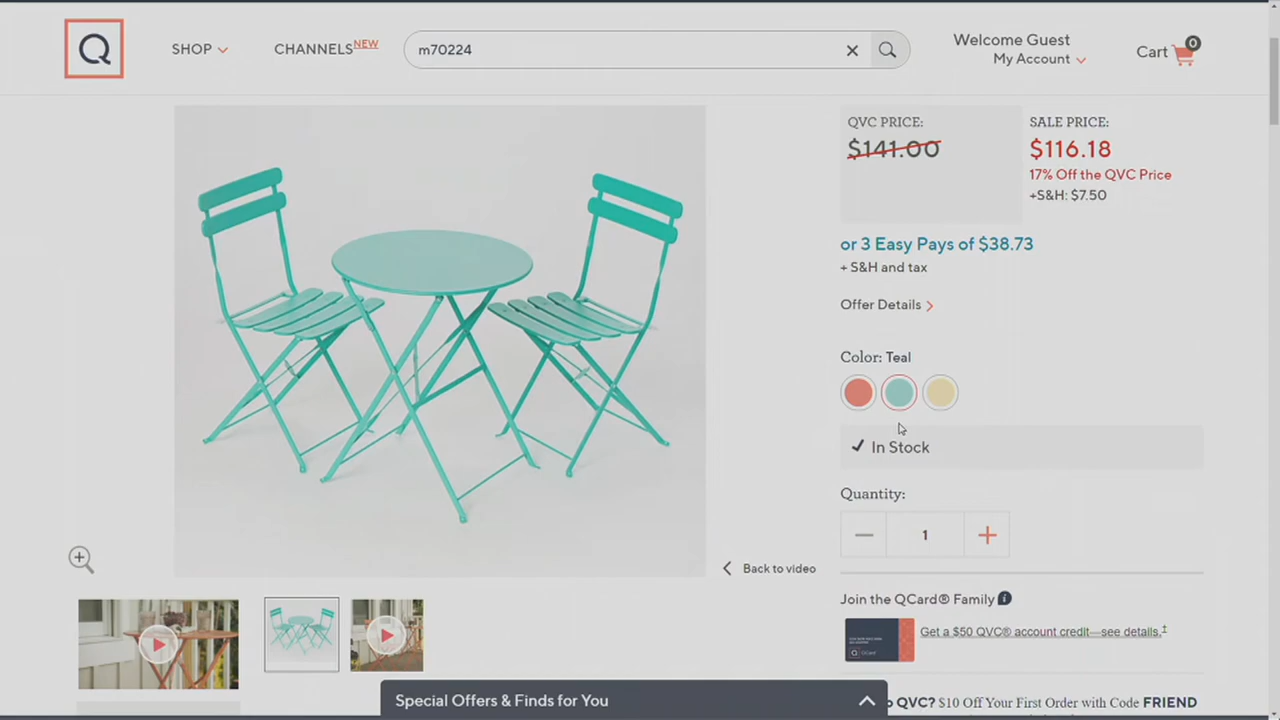 Q
SHOP
CHANNELS NEW
m70224
Welcome Guest
My Account
Cart 0
QVC PRICE:
$141.00
SALE PRICE:
$116.18
17% Off the QVC Price
+S&H: $7.50
or 3 Easy Pays of $38.73
+ S&H and tax
Offer Details
Color: Teal
In Stock
Quantity:
1
Back to video
Join the QCard® Family
Get a $50 QVC® account credit—see details.‡
Special Offers & Finds for You
QVC? $10 Off Your First Order with Code FRIEND